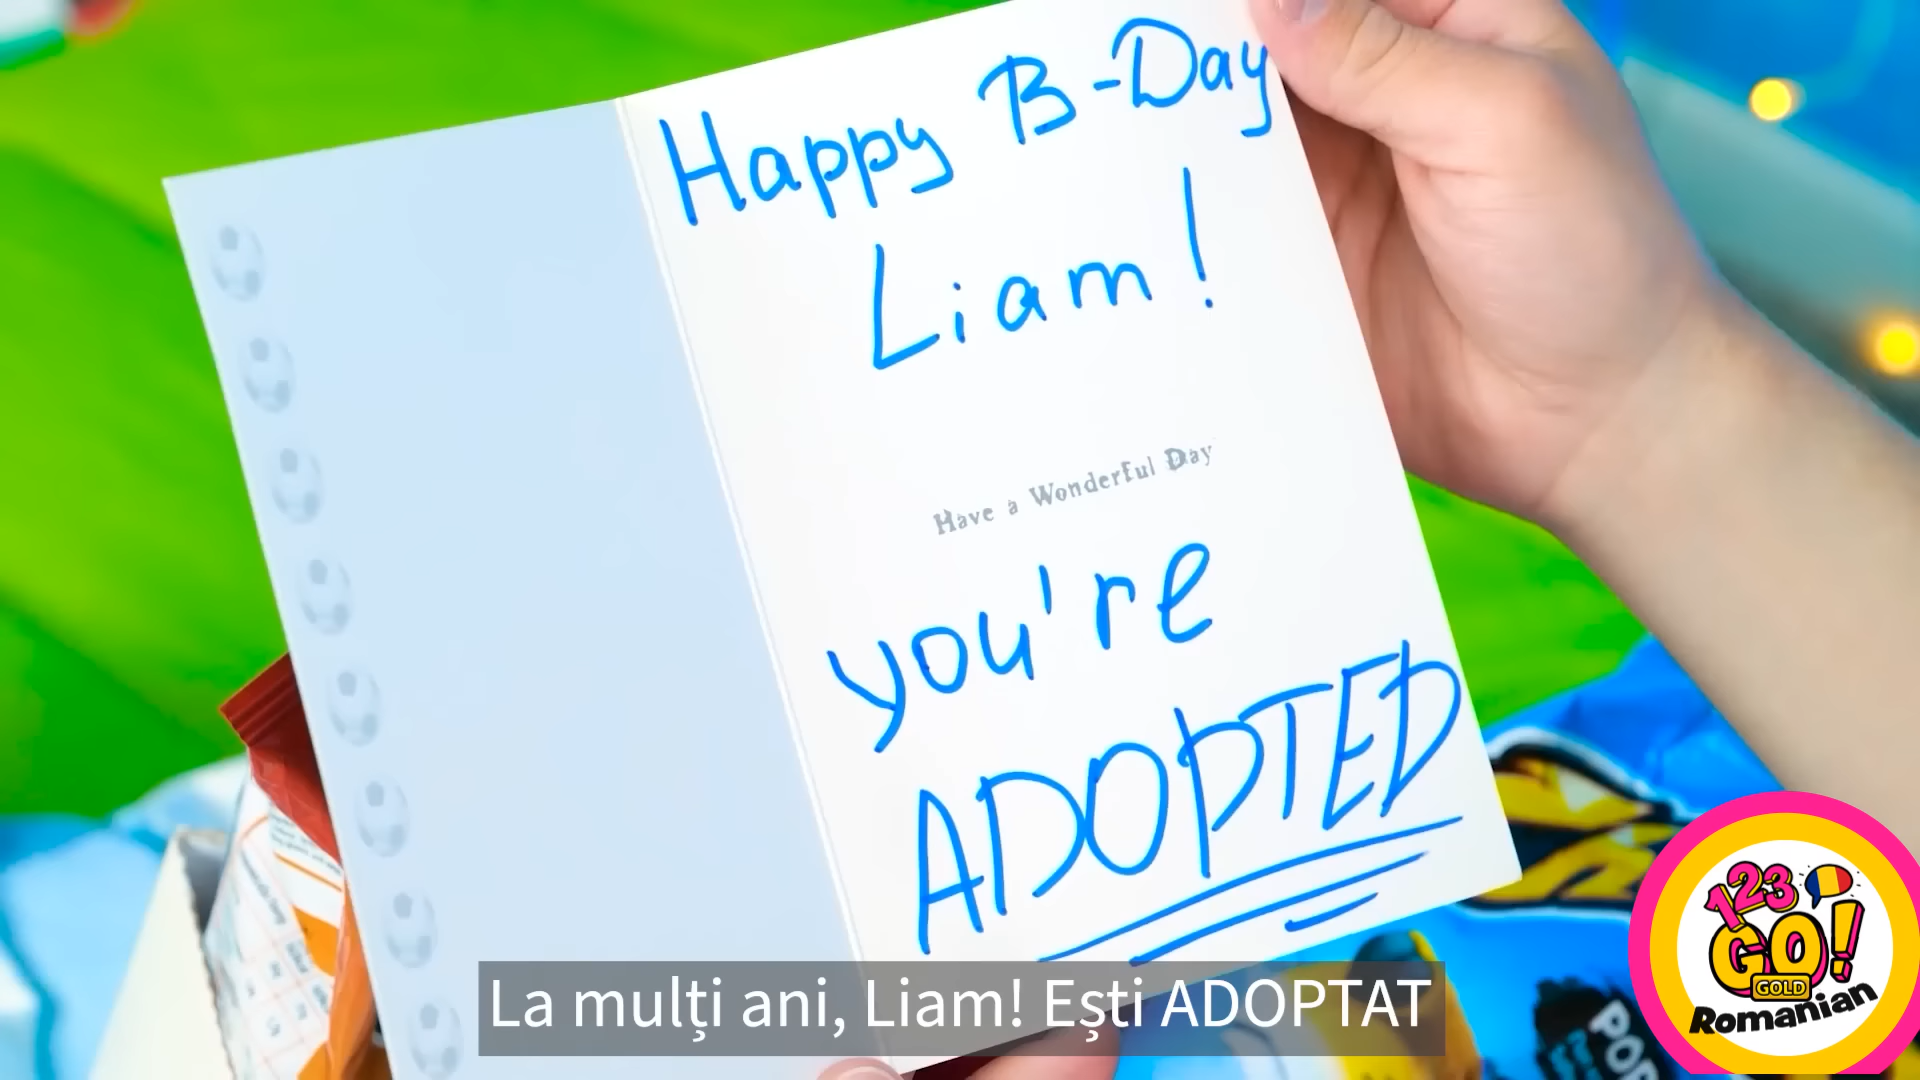 Happy B-Day
Liam!
Have a Wonderful Day
you're
ADOPTED
La mulți ani, Liam! Ești ADOPTAT
123
GO!
GOLD
Romanian